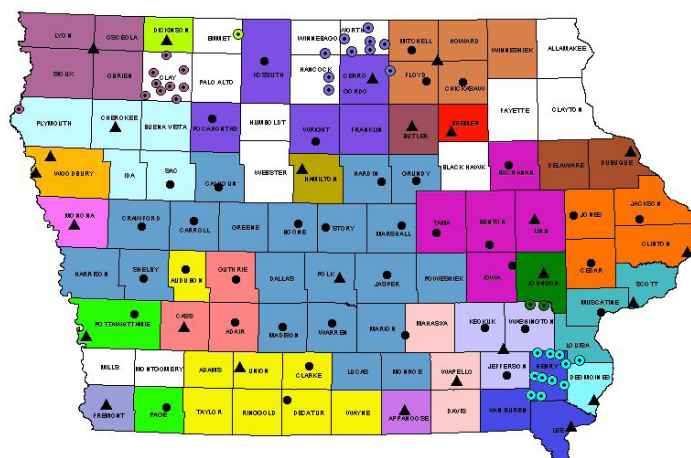 LYON
OSCEOLA
DICKINSON
EMMET
WINNEBAGO
WORTH
MITCHELL
HOWARD
WINNESHIEK
ALLAMAKEE
SIOUX
OBRIEN
CLAY
PALO ALTO
KOSSUTH
HANCOCK
CERRO
GORDO
FLOYD
CHICKASAW
FAYETTE
CLAYTON
PLYMOUTH
CHEROKEE
BUENA VISTA
POCAHONTAS
HUMBOLDT
WRIGHT
FRANKLIN
BUTLER
BREMER
WOODBURY
IDA
SAC
CALHOUN
WEBSTER
HAMILTON
HARDIN
GRUNDY
BLACK HAWK
BUCHANAN
DELAWARE
DUBUQUE
MONONA
CRAWFORD
CARROLL
GREENE
BOONE
STORY
MARSHALL
TAMA
BENTON
LINN
JONES
JACKSON
CLINTON
HARRISON
SHELBY
AUDUBON
GUTHRIE
DALLAS
POLK
JASPER
POWESHIEK
IOWA
JOHNSON
CEDAR
SCOTT
MUSCATINE
POTTAWATTAMIE
CASS
ADAIR
MADISON
WARREN
MARION
MAHASKA
KEOKUK
WASHINGTON
LOUISA
MILLS
MONTGOMERY
ADAMS
UNION
CLARKE
LUCAS
MONROE
WAPELLO
JEFFERSON
HENRY
DES MOINES
FREMONT
PAGE
TAYLOR
RINGGOLD
DECATUR
WAYNE
APPANOOSE
DAVIS
VAN BUREN
LEE